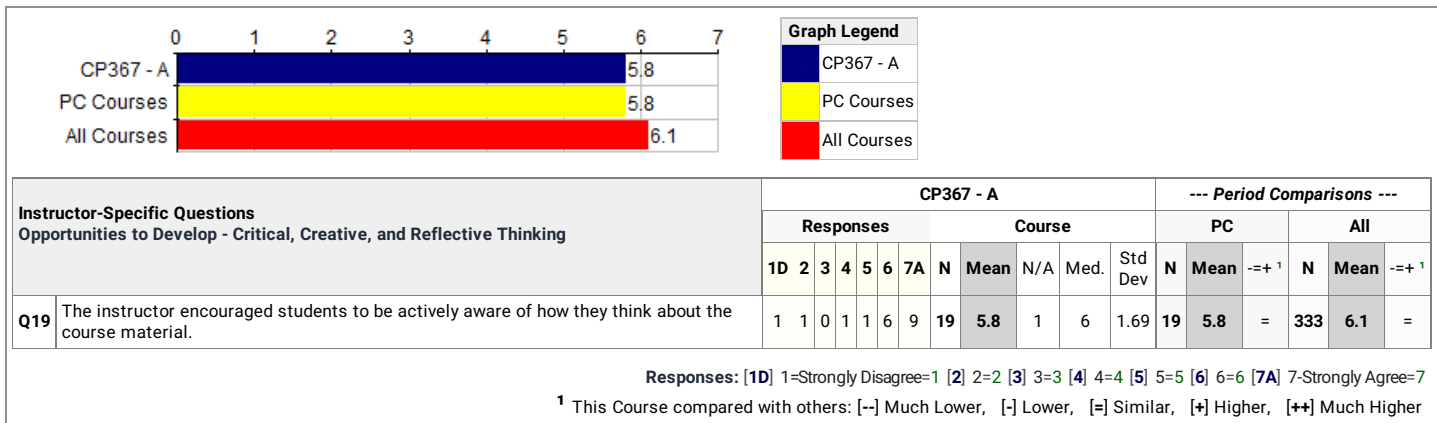 0 1 2 3 4 5 6 7
CP367 - A 5.8
PC Courses 5.8
All Courses 6.1
Graph Legend
CP367 - A
PC Courses
All Courses
Instructor-Specific Questions
Opportunities to Develop - Critical, Creative, and Reflective Thinking
CP367 - A --- Period Comparisons ---
Responses Course PC All
1D 2 3 4 5 6 7A N Mean N/A Med. Std Dev N Mean -=+ ¹ N Mean -=+ ¹
Q19 The instructor encouraged students to be actively aware of how they think about the
course material.
1 1 0 1 1 6 9 19 5.8 1 6 1.69 19 5.8 = 333 6.1 =
Responses: [1D] 1=Strongly Disagree=1 [2] 2=2 [3] 3=3 [4] 4=4 [5] 5=5 [6] 6=6 [7A] 7-Strongly Agree=7
¹ This Course compared with others: [--] Much Lower, [-] Lower, [=] Similar, [+] Higher, [++] Much Higher